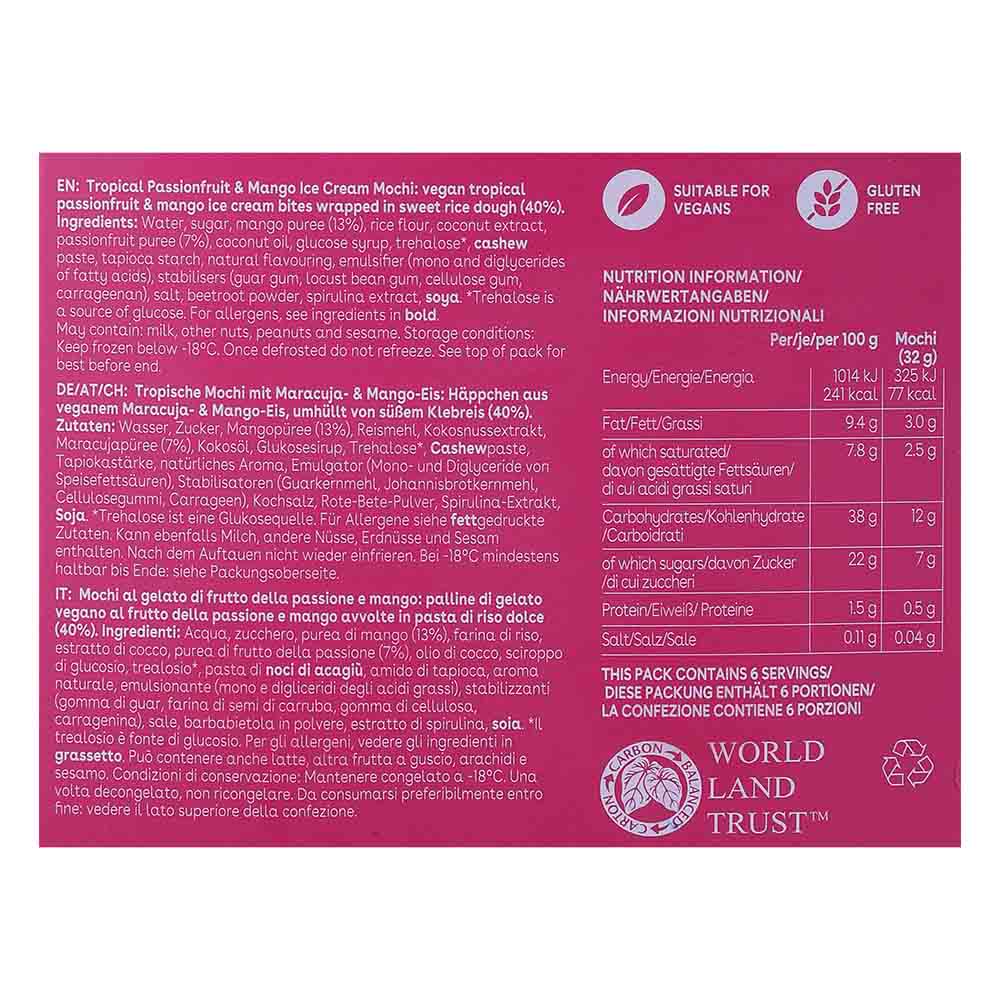 EN: Tropical Passionfruit & Mango Ice Cream Mochi: vegan tropical
passionfruit & mango ice cream bites wrapped in sweet rice dough (40%).
Ingredients: Water, sugar, mango puree (13%), rice flour, coconut extract,
passionfruit puree (7%), coconut oil, glucose syrup, trehalose*, cashew
paste, tapioca starch, natural flavouring, emulsifier (mono and diglycerides
of fatty acids), stabilisers (guar gum, locust bean gum, cellulose gum,
carrageenan), salt, beetroot powder, spirulina extract, soya. *Trehalose is
a source of glucose. For allergens, see ingredients in bold.
May contain: milk, other nuts, peanuts and sesame. Storage conditions:
Keep frozen below -18°C. Once defrosted do not refreeze. See top of pack for
best before end.
DE/AT/CH: Tropische Mochi mit Maracuja- & Mango-Eis: Häppchen aus
veganem Maracuja- & Mango-Eis, umhüllt von süßem Klebreis (40%).
Zutaten: Wasser, Zucker, Mangopüree (13%), Reismehl, Kokosnussextrakt,
Maracujapüree (7%), Kokosöl, Glukosesirup, Trehalose*, Cashewpaste,
Tapiokastärke, natürliches Aroma, Emulgator (Mono- und Diglyceride von
Speisefettsäuren), Stabilisatoren (Guarkernmehl, Johannisbrotkernmehl,
Cellulosegummi, Carrageen), Kochsalz, Rote-Bete-Pulver, Spirulina-Extrakt,
Soja. *Trehalose ist eine Glukosequelle. Für Allergene siehe fettgedruckte
Zutaten. Kann ebenfalls Milch, andere Nüsse, Erdnüsse und Sesam
enthalten. Nach dem Auftauen nicht wieder einfrieren. Bei -18°C mindestens
haltbar bis Ende: siehe Packungsoberseite.
IT: Mochi al gelato di frutto della passione e mango: palline di gelato
vegano al frutto della passione e mango avvolte in pasta di riso dolce
(40%). Ingredienti: Acqua, zucchero, purea di mango (13%), farina di riso,
estratto di cocco, purea di frutto della passione (7%), olio di cocco, sciroppo
di glucosio, trealosio*, pasta di noci di acagiù, amido di tapioca, aroma
naturale, emulsionante (mono e digliceridi degli acidi grassi), stabilizzanti
(gomma di guar, farina di semi di carruba, gomma di cellulosa,
carragenina), sale, barbabietola in polvere, estratto di spirulina, soia. *Il
trealosio è fonte di glucosio. Per gli allergeni, vedere gli ingredienti in
grassetto. Può contenere anche latte, altra frutta a guscio, arachidi e
sesamo. Condizioni di conservazione: Mantenere congelato a -18°C. Una
volta decongelato, non ricongelare. Da consumarsi preferibilmente entro
fine: vedere il lato superiore della confezione.
SUITABLE FOR
VEGANS
GLUTEN
FREE
NUTRITION INFORMATION/
NÄHRWERTANGABEN/
INFORMAZIONI NUTRIZIONALI
Per/je/per 100 g Mochi
(32 g)
Energy/Energie/Energia 1014 kJ 325 kJ
241 kcal 77 kcal
Fat/Fett/Grassi 9.4 g 3.0 g
of which saturated/ 7.8 g 2.5 g
davon gesättigte Fettsäuren/
di cui acidi grassi saturi
Carbohydrates/Kohlenhydrate 38 g 12 g
/Carboidrati
of which sugars/davon Zucker 22 g 7 g
/di cui zuccheri
Protein/Eiweiß/ Proteine 1.5 g 0.5 g
Salt/Salz/Sale 0.11 g 0.04 g
THIS PACK CONTAINS 6 SERVINGS/
DIESE PACKUNG ENTHÄLT 6 PORTIONEN/
LA CONFEZIONE CONTIENE 6 PORZIONI
CARBON BALANCED CARTON
WORLD
LAND
TRUST™